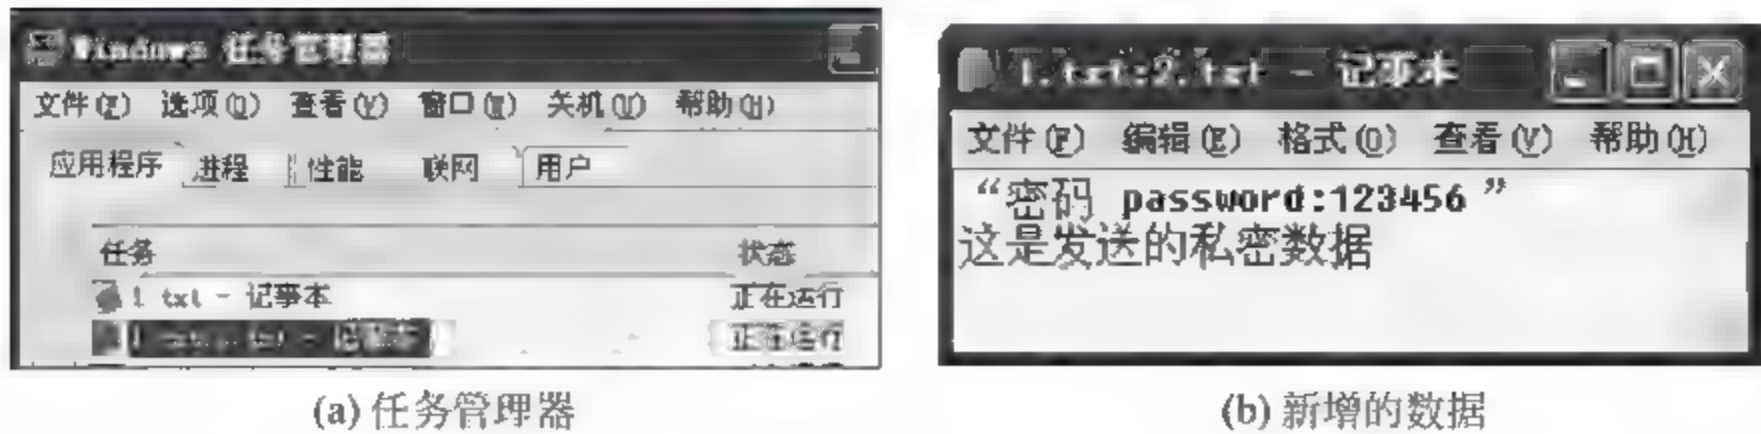 Windows 任务管理器
文件(F) 选项(O) 查看(V) 窗口(W) 关机(U) 帮助(H)
应用程序 进程 性能 联网 用户
任务 状态
1 txt - 记事本 正在运行
正在运行
(a) 任务管理器
1.txt:2.txt - 记事本
文件(F) 编辑(E) 格式(O) 查看(V) 帮助(H)
“密码 password:123456 ”
这是发送的私密数据
(b) 新增的数据